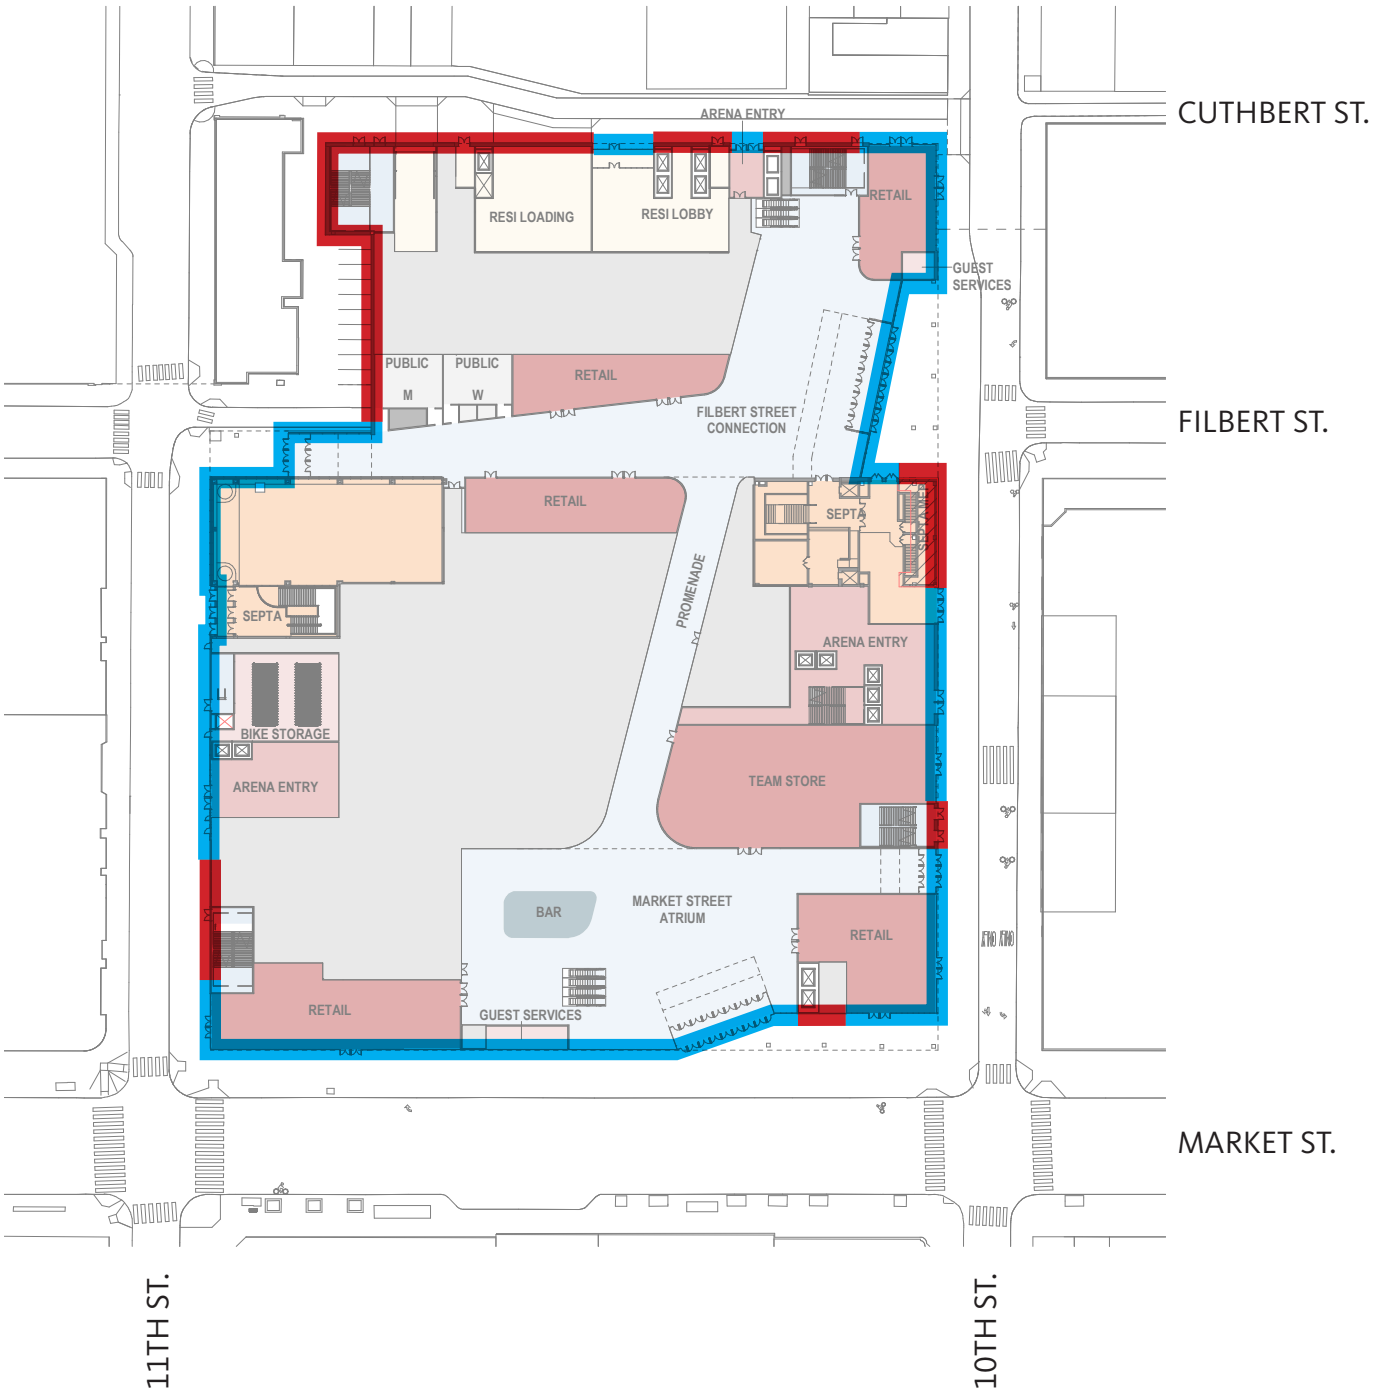 CUTHBERT ST.
ARENA ENTRY
RETAIL
RESI LOADING
RESI LOBBY
GUEST
SERVICES
PUBLIC
M
PUBLIC
W
RETAIL
FILBERT STREET
CONNECTION
FILBERT ST.
RETAIL
SEPTA
PROMENADE
SEPTA
ARENA ENTRY
BIKE STORAGE
ARENA ENTRY
TEAM STORE
BAR
MARKET STREET
ATRIUM
RETAIL
ONLY ONLY
RETAIL
GUEST SERVICES
MARKET ST.
11TH ST.
10TH ST.